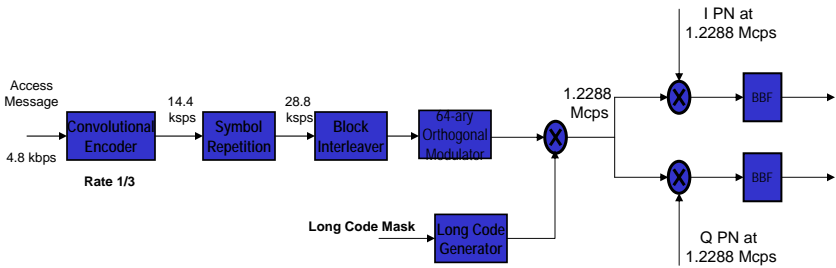 I PN at
1.2288 Mcps
Access
Message
4.8 kbps
Convolutional
Encoder
Rate 1/3
14.4
ksps
Symbol
Repetition
28.8
ksps
Block
Interleaver
64-ary
Orthogonal
Modulator
X
1.2288
Mcps
X
BBF
X
BBF
Long Code Mask
Long Code
Generator
Q PN at
1.2288 Mcps